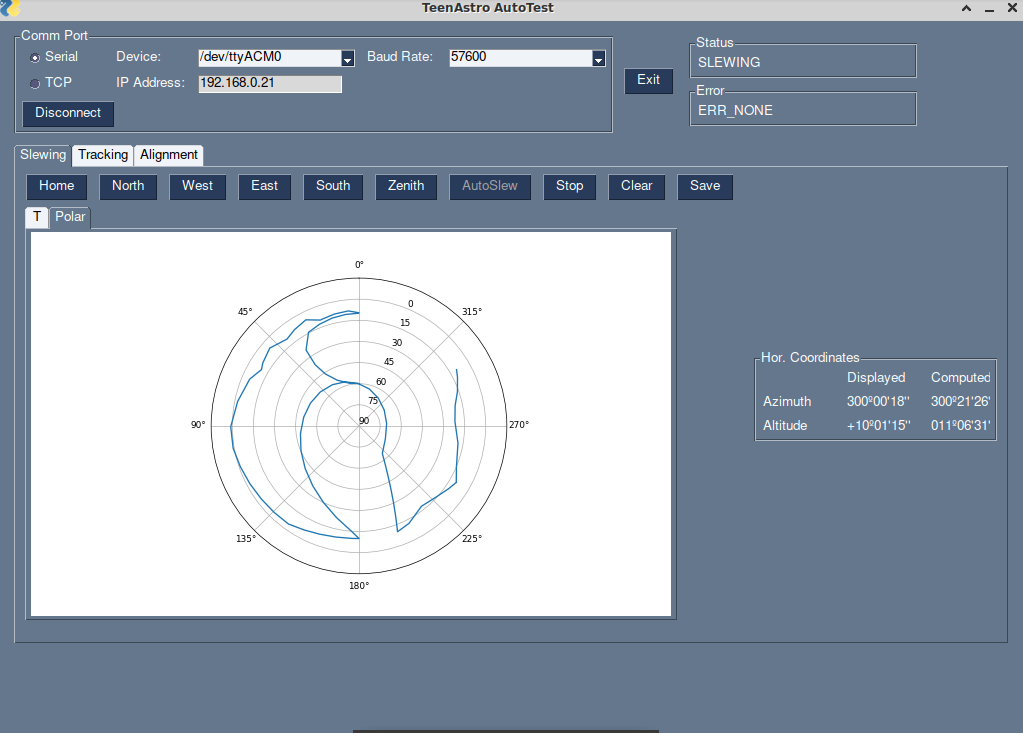 TeenAstro AutoTest
Comm Port
Serial Device: /dev/ttyACM0 Baud Rate: 57600
TCP IP Address: 192.168.0.21
Disconnect
Exit
Status
SLEWING
Error
ERR_NONE
Slewing Tracking Alignment
Home North West East South Zenith AutoSlew Stop Clear Save
T Polar
0°
45° 0 315°
15
30
45
60
75
90° 90 270°
135° 225°
180°
Hor. Coordinates
Displayed Computed
Azimuth 300º00'18" 300º21'26'
Altitude +10º01'15" 011º06'31'